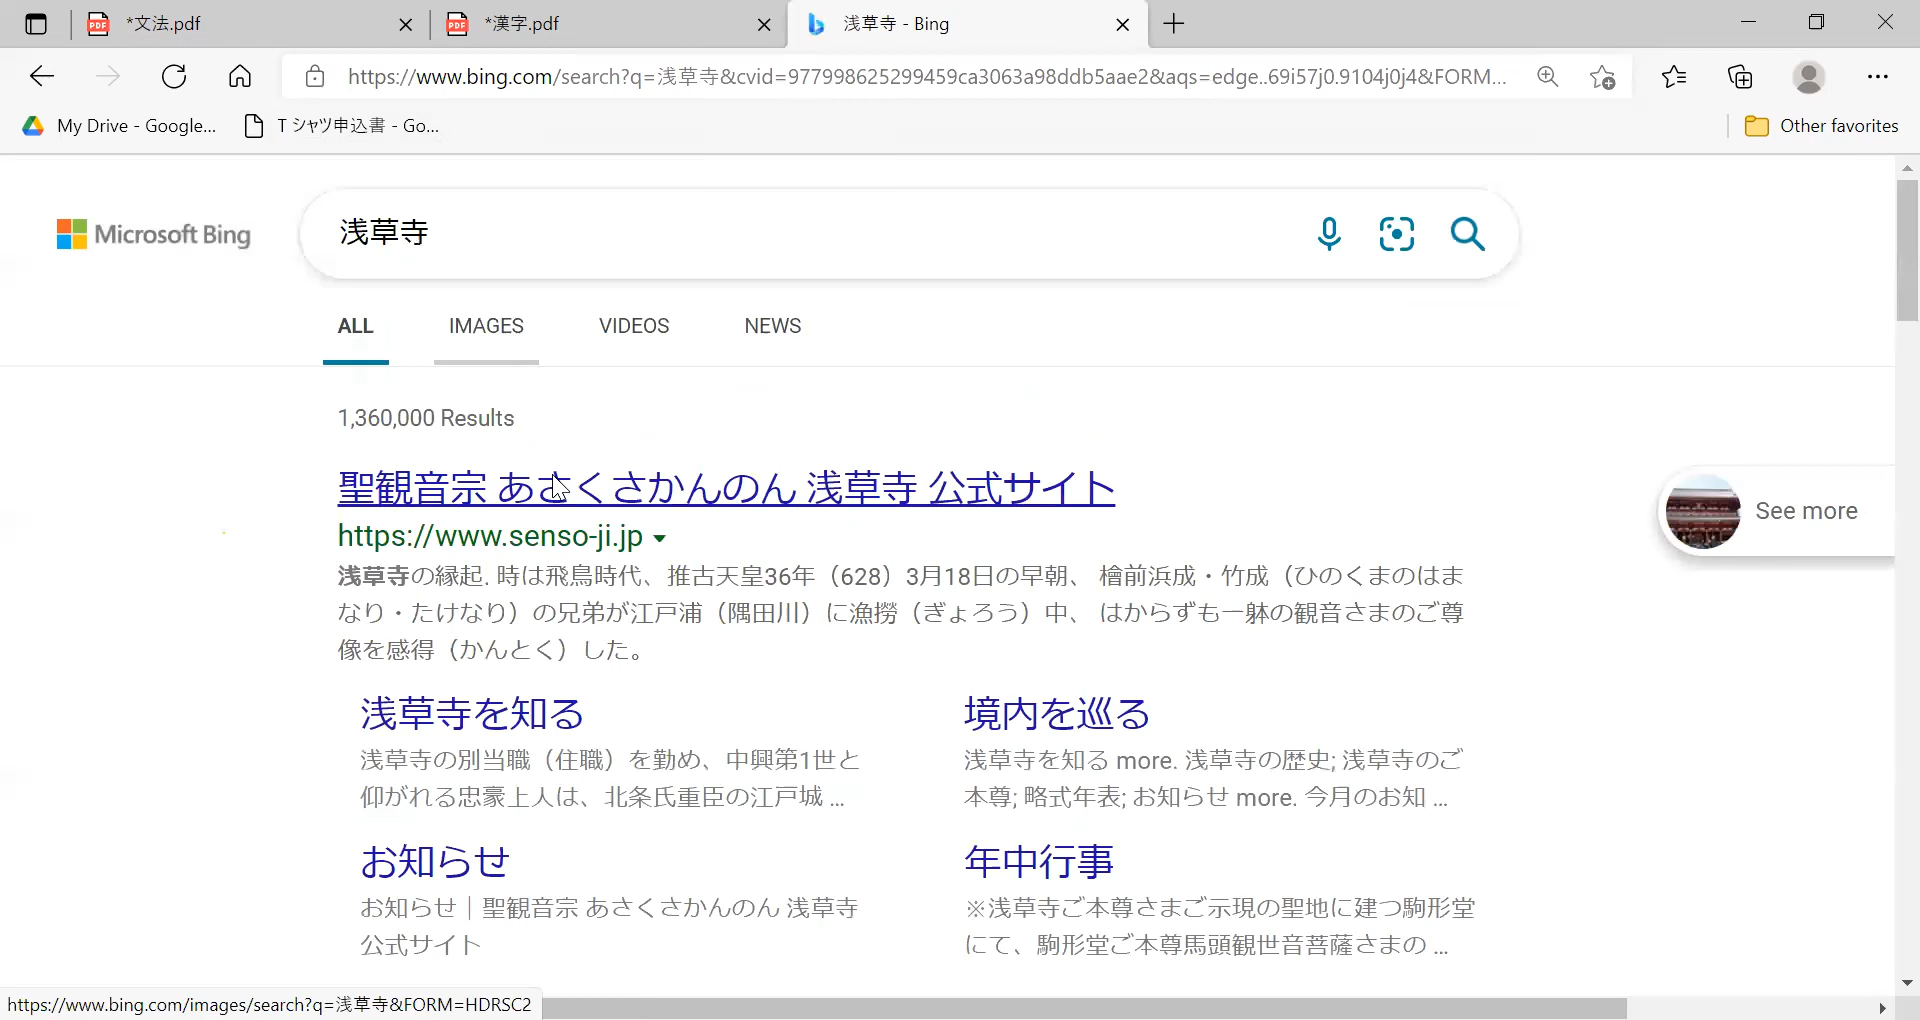 *文法.pdf
*漢字.pdf
浅草寺 - Bing
https://www.bing.com/search?q=浅草寺&cvid=977998625299459ca3063a98ddb5aae2&aqs=edge..69i57j0.9104j0j4&FORM...
My Drive - Google...
Tシャツ申込書 - Go...
Other favorites
Microsoft Bing
浅草寺
ALL
IMAGES
VIDEOS
NEWS
1,360,000 Results
聖観音宗 あさくさかんのん 浅草寺 公式サイト
https://www.senso-ji.jp
See more
浅草寺の縁起. 時は飛鳥時代、推古天皇36年（628）3月18日の早朝、 檜前浜成・竹成（ひのくまのはま
なり・たけなり）の兄弟が江戸浦（隅田川）に漁撈（ぎょろう）中、 はからずも一躰の観音さまのご尊
像を感得（かんとく）した。
浅草寺を知る
浅草寺の別当職（住職）を勤め、中興第1世と
仰がれる忠豪上人は、北条氏重臣の江戸城 ...
境内を巡る
浅草寺を知る more. 浅草寺の歴史; 浅草寺のご
本尊; 略式年表; お知らせ more. 今月のお知 ...
お知らせ
お知らせ｜聖観音宗 あさくさかんのん 浅草寺
公式サイト
年中行事
※浅草寺ご本尊さまご示現の聖地に建つ駒形堂
にて、駒形堂ご本尊馬頭観世音菩薩さまの ...
https://www.bing.com/images/search?q=浅草寺&FORM=HDRSC2